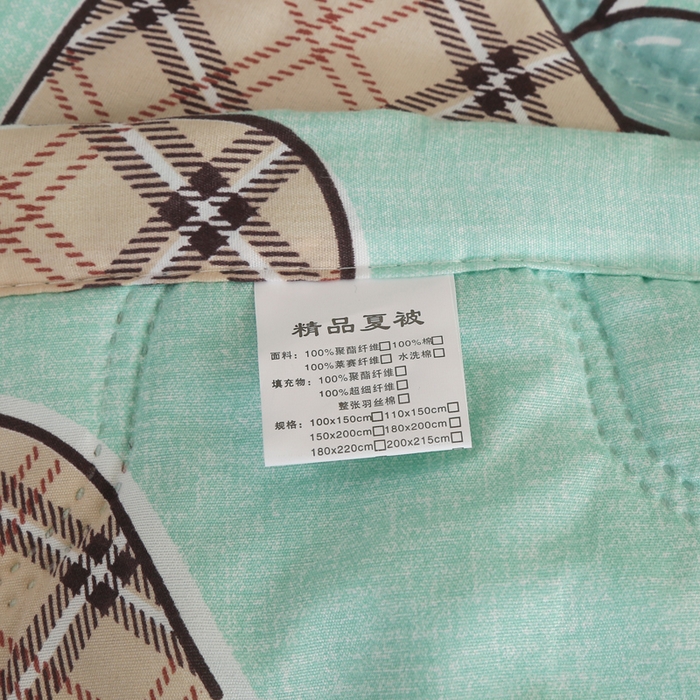 精品夏被
面料：100%聚酯纤维□100%棉□
100%莱赛纤维□ 水洗棉□
填充物：100%聚酯纤维□
100%超细纤维□
整张羽丝棉□
规格：100x150cm□110x150cm□
150x200cm□180x200cm□
180x220cm□200x215cm□